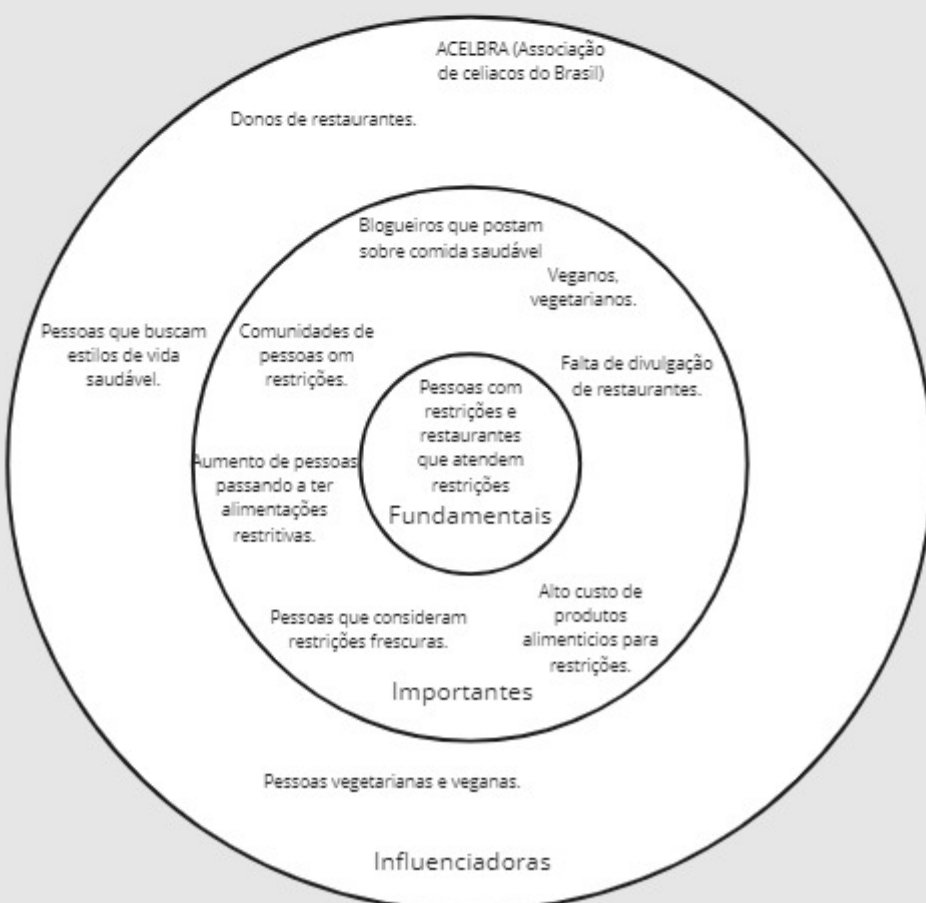 ACELBRA (Associação
de celiacos do Brasil)
Donos de restaurantes.
Blogueiros que postam
sobre comida saudável
Veganos,
vegetarianos.
Pessoas que buscam
estilos de vida
saudável.
Comunidades de
pessoas om
restrições.
Falta de divulgação
de restaurantes.
Pessoas com
restrições e
restaurantes
que atendem
restrições
Fundamentais
Aumento de pessoas
passando a ter
alimentações
restritivas.
Pessoas que consideram
restrições frescuras.
Alto custo de
produtos
alimenticios para
restrições.
Importantes
Pessoas vegetarianas e veganas.
Influenciadoras